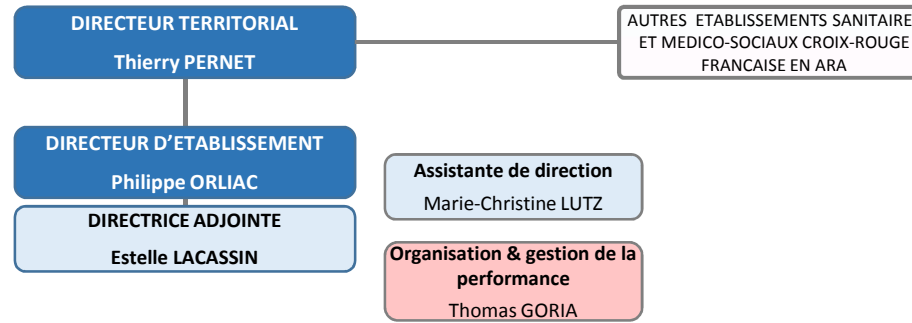 DIRECTEUR TERRITORIAL
Thierry PERNET
AUTRES ETABLISSEMENTS SANITAIRE
ET MEDICO-SOCIAUX CROIX-ROUGE
FRANCAISE EN ARA
DIRECTEUR D'ETABLISSEMENT
Philippe ORLIAC
DIRECTRICE ADJOINTE
Estelle LACASSIN
Assistante de direction
Marie-Christine LUTZ
Organisation & gestion de la
performance
Thomas GORIA